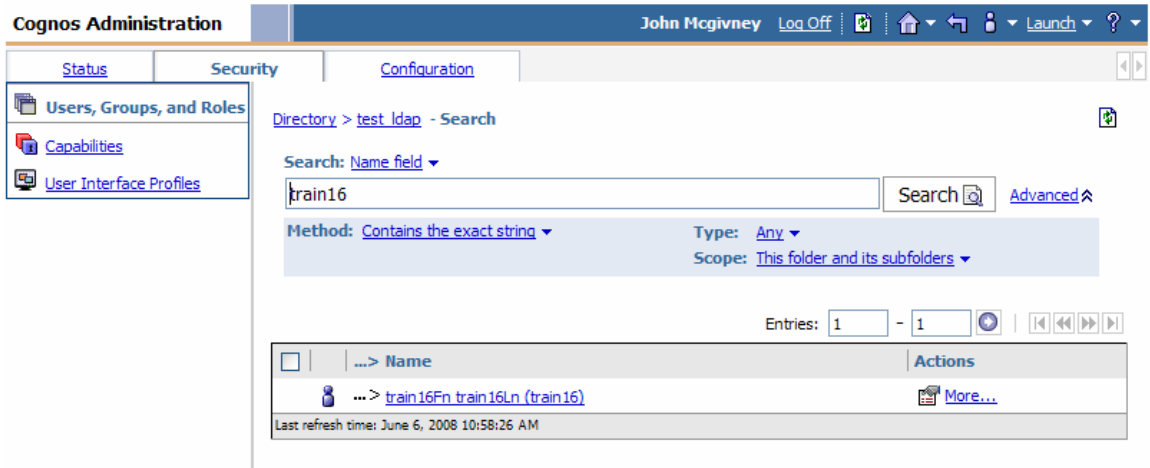 Cognos Administration
John Mcgivney Log Off Launch ?
Status Security Configuration
Users, Groups, and Roles
Capabilities
User Interface Profiles
Directory > test_ldap - Search
Search: Name field
train16 Search Advanced
Method: Contains the exact string Type: Any
Scope: This folder and its subfolders
Entries: 1 - 1
...> Name Actions
...> train16Fn train16Ln (train16) More...
Last refresh time: June 6, 2008 10:58:26 AM